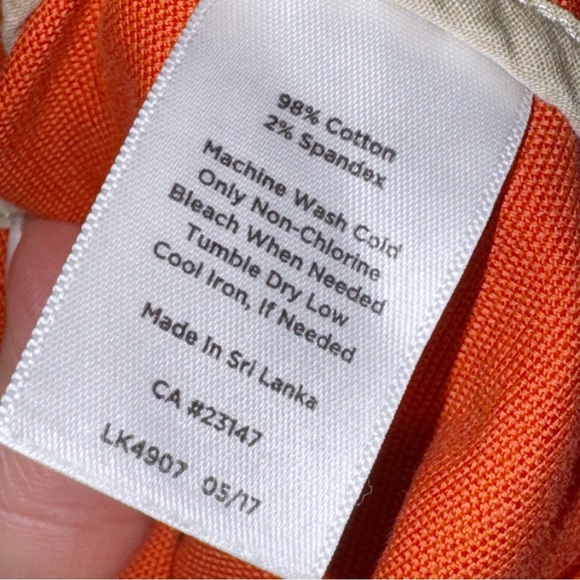 98% Cotton
2% Spandex
Machine Wash Cold
Only Non-Chlorine
Bleach When Needed
Tumble Dry Low
Cool Iron, If Needed
Made In Sri Lanka
CA #23147
LK4907 05/17